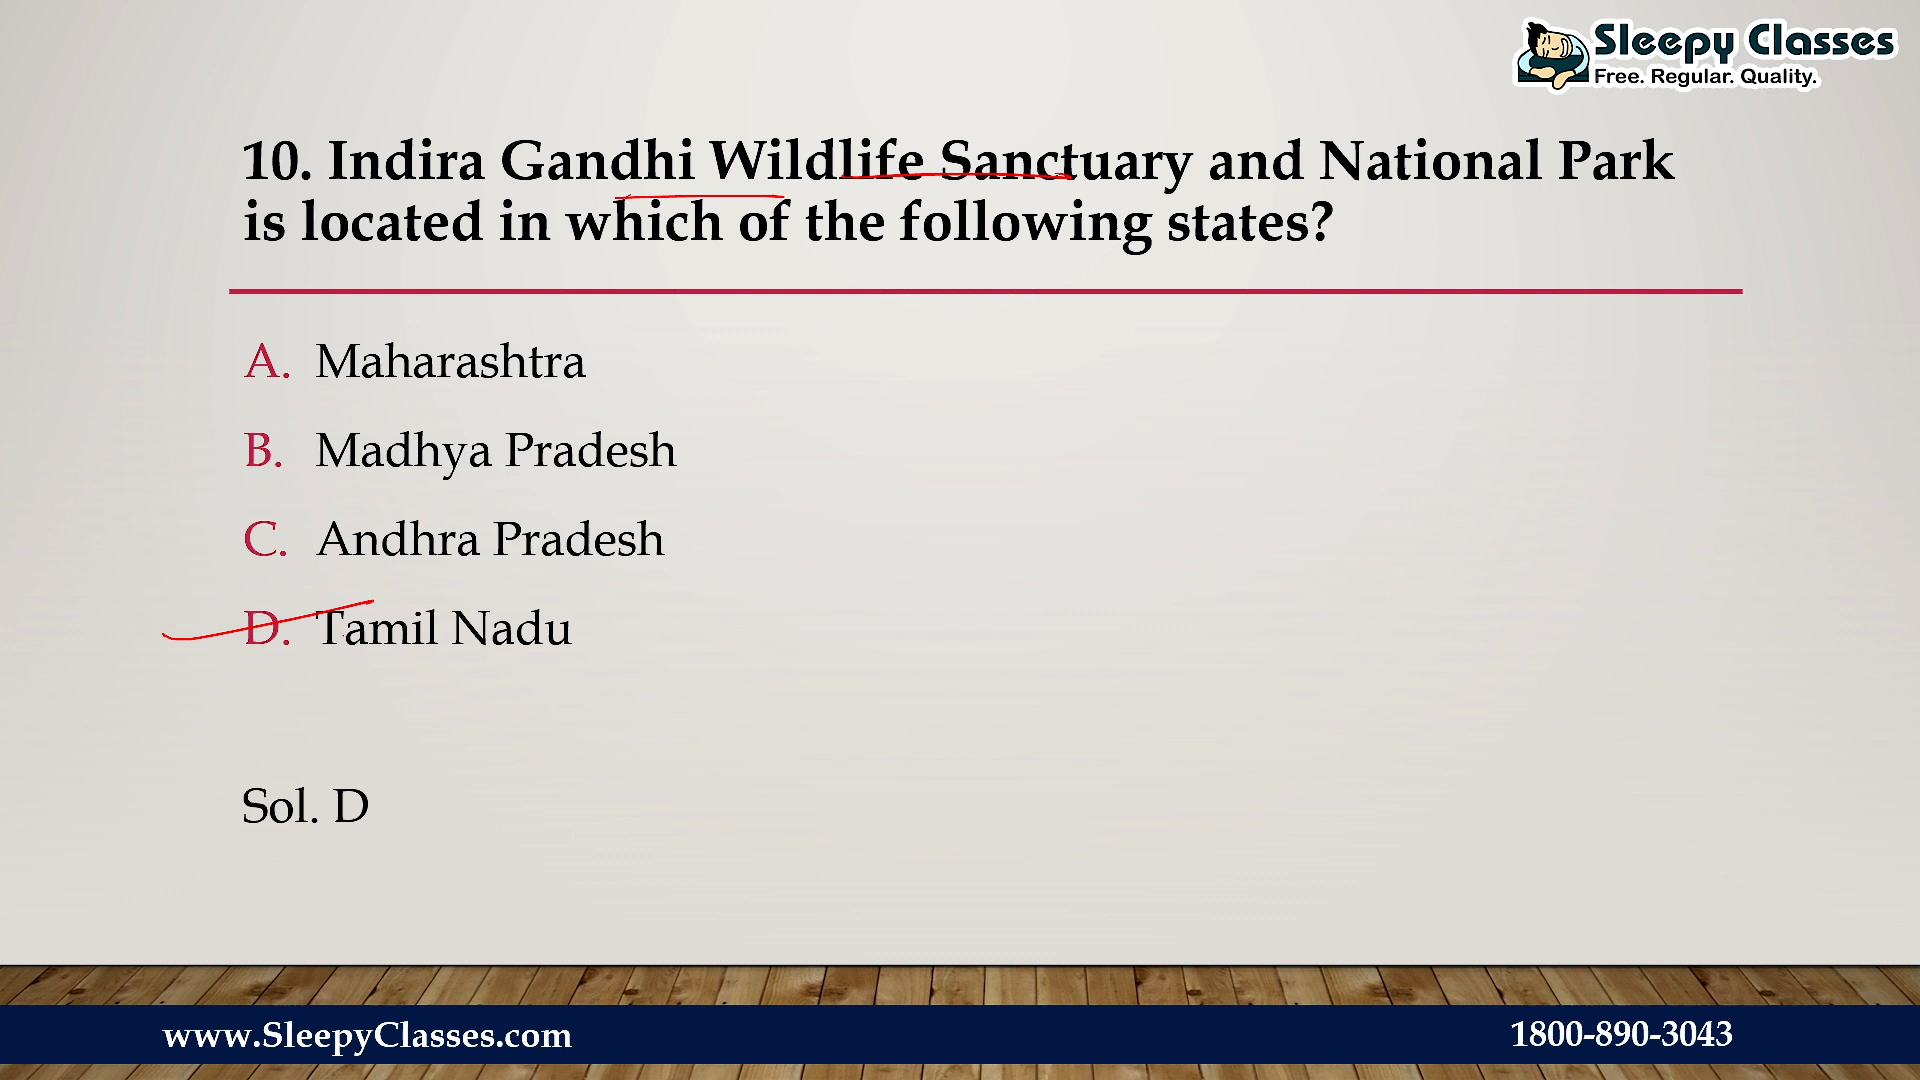 Sleepy Classes
Free. Regular. Quality.
10. Indira Gandhi Wildlife Sanctuary and National Park
is located in which of the following states?
A. Maharashtra
B. Madhya Pradesh
C. Andhra Pradesh
D. Tamil Nadu
Sol. D
www.SleepyClasses.com
1800-890-3043